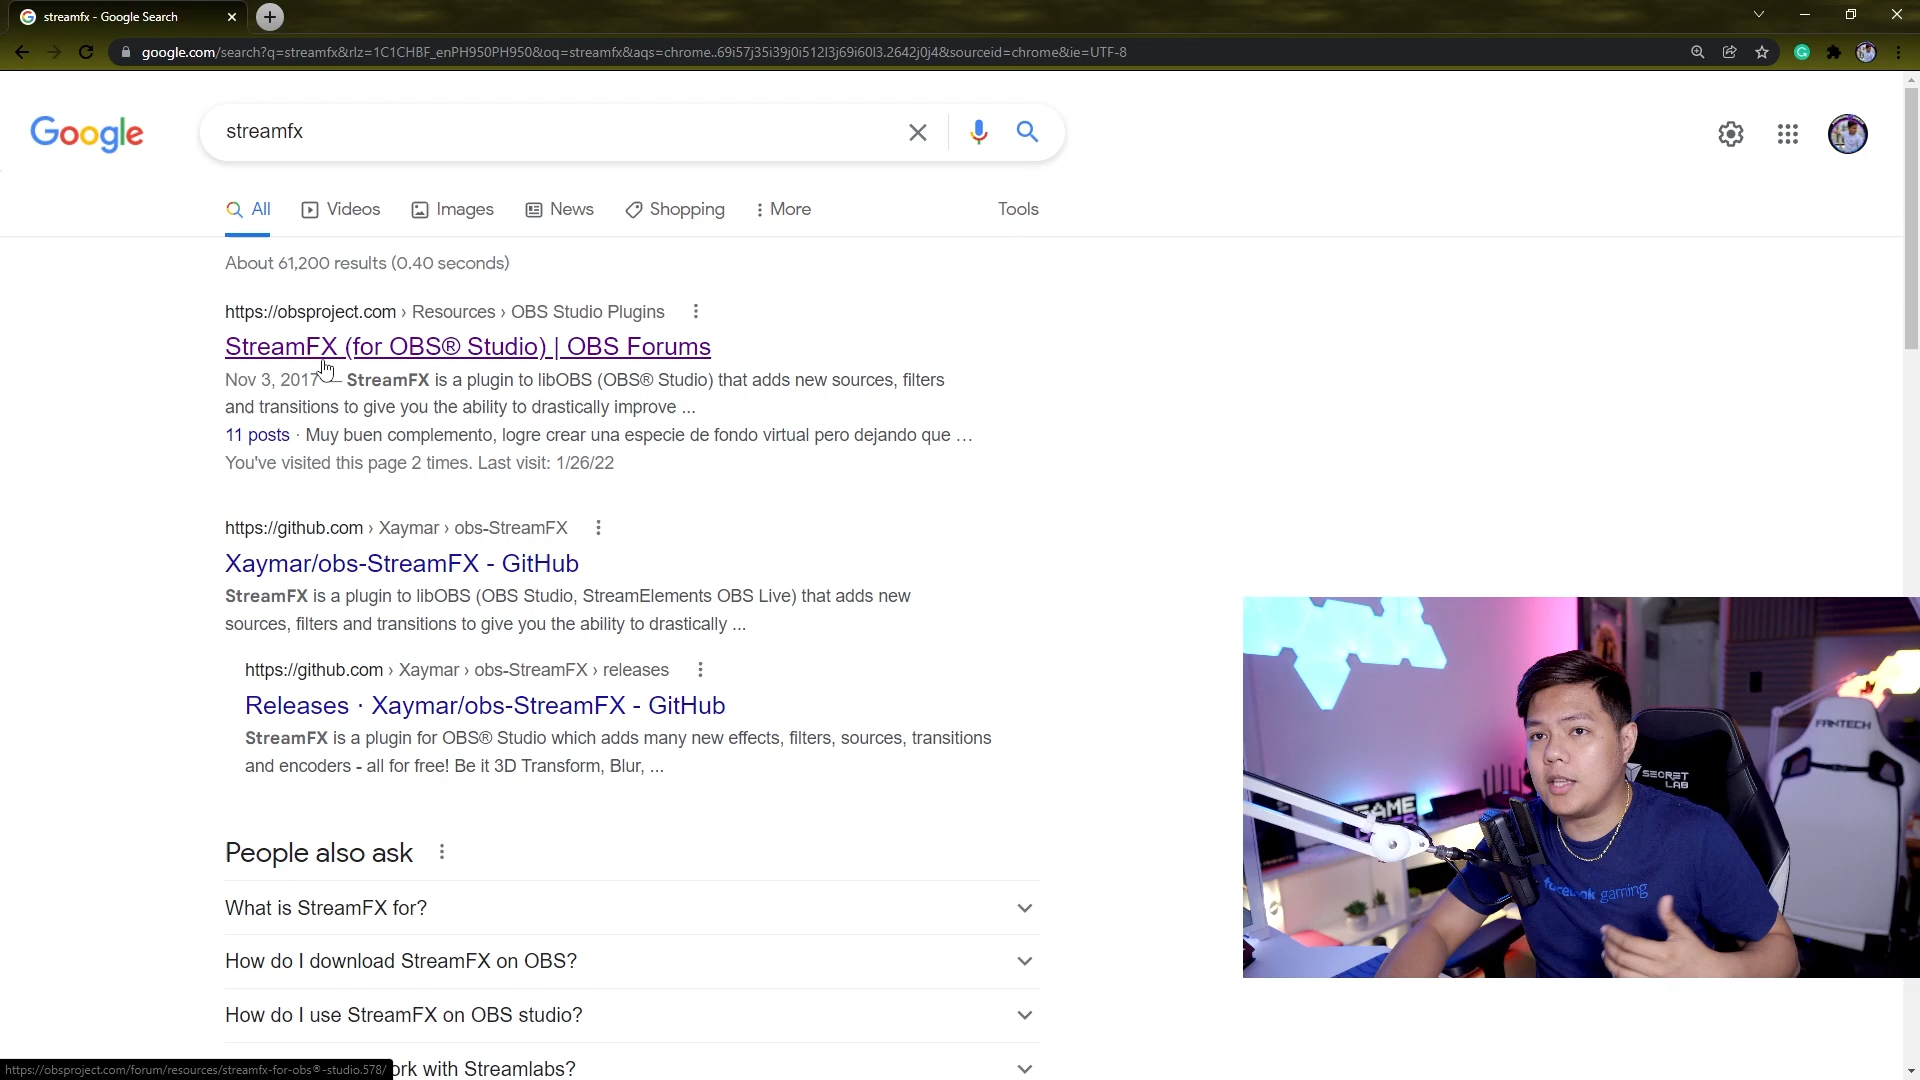 streamfx - Google Search
google.com/search?q=streamfx&rlz=1C1CHBF_enPH950PH950&oq=streamfx&aqs=chrome..69i57j35i39j0i512l3j69i60l3.2642j0j4&sourceid=chrome&ie=UTF-8
Google
streamfx
All Videos Images News Shopping More Tools
About 61,200 results (0.40 seconds)
https://obsproject.com › Resources › OBS Studio Plugins
StreamFX (for OBS® Studio) | OBS Forums
Nov 3, 2017 — StreamFX is a plugin to libOBS (OBS® Studio) that adds new sources, filters
and transitions to give you the ability to drastically improve ...
11 posts · Muy buen complemento, logre crear una especie de fondo virtual pero dejando que ...
You've visited this page 2 times. Last visit: 1/26/22
https://github.com › Xaymar › obs-StreamFX
Xaymar/obs-StreamFX - GitHub
StreamFX is a plugin to libOBS (OBS Studio, StreamElements OBS Live) that adds new
sources, filters and transitions to give you the ability to drastically ...
https://github.com › Xaymar › obs-StreamFX › releases
Releases · Xaymar/obs-StreamFX - GitHub
StreamFX is a plugin for OBS® Studio which adds many new effects, filters, sources, transitions
and encoders - all for free! Be it 3D Transform, Blur, ...
People also ask
What is StreamFX for?
How do I download StreamFX on OBS?
How do I use StreamFX on OBS studio?
ork with Streamlabs?
https://obsproject.com/forum/resources/streamfx-for-obs®-studio.578/
FANTECH
SECRET
LAB
GAME
facebook gaming